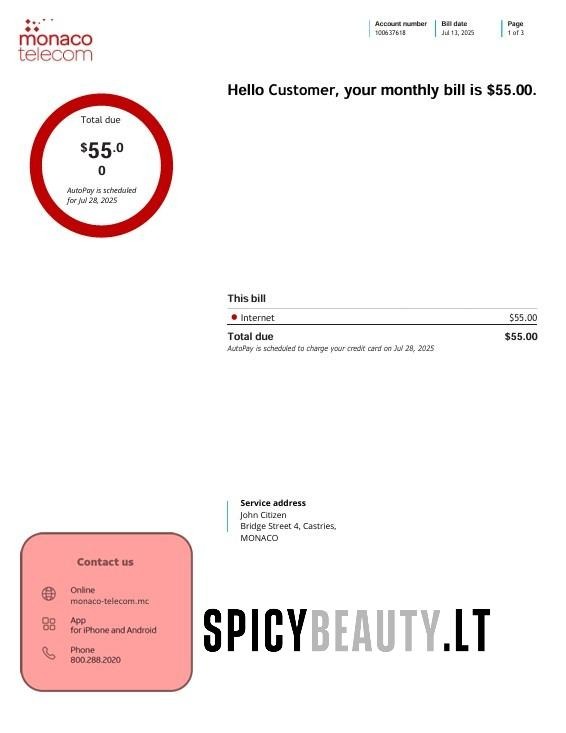 monaco
telecom
Account number
100637618
Bill date
Jul 13, 2025
Page
1 of 3
Hello Customer, your monthly bill is $55.00.
Total due
$55.0
0
AutoPay is scheduled
for Jul 28, 2025
This bill
Internet $55.00
Total due $55.00
AutoPay is scheduled to charge your credit card on Jul 28, 2025
Service address
John Citizen
Bridge Street 4, Castries,
MONACO
Contact us
Online
monaco-telecom.mc
App
for iPhone and Android
Phone
800.288.2020
SPICYBEAUTY.LT